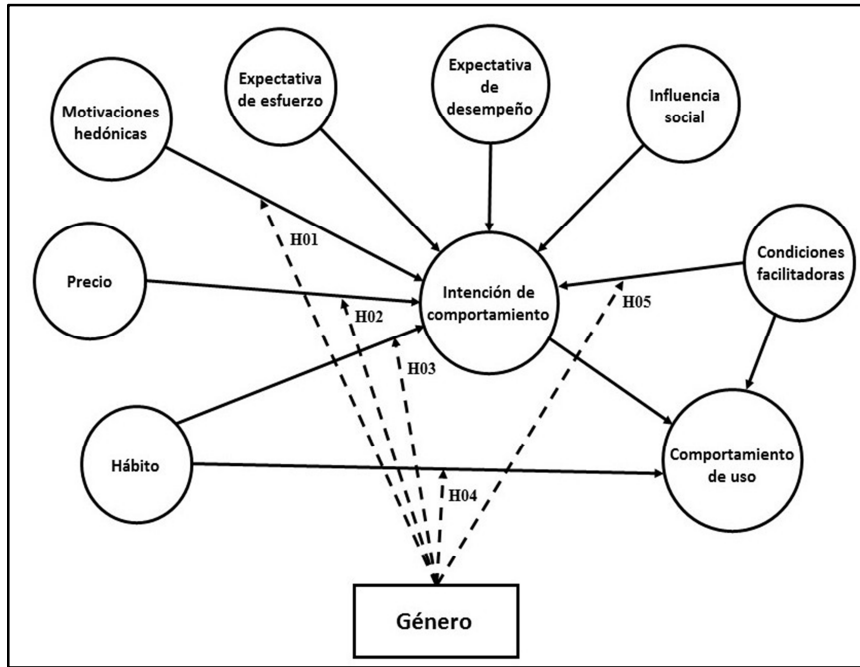 Motivaciones
hedónicas
Expectativa
de esfuerzo
Expectativa
de
desempeño
Influencia
social
H01
Precio
H02
Intención de
comportamiento
Condiciones
facilitadoras
H05
H03
Hábito
H04
Comportamiento
de uso
Género